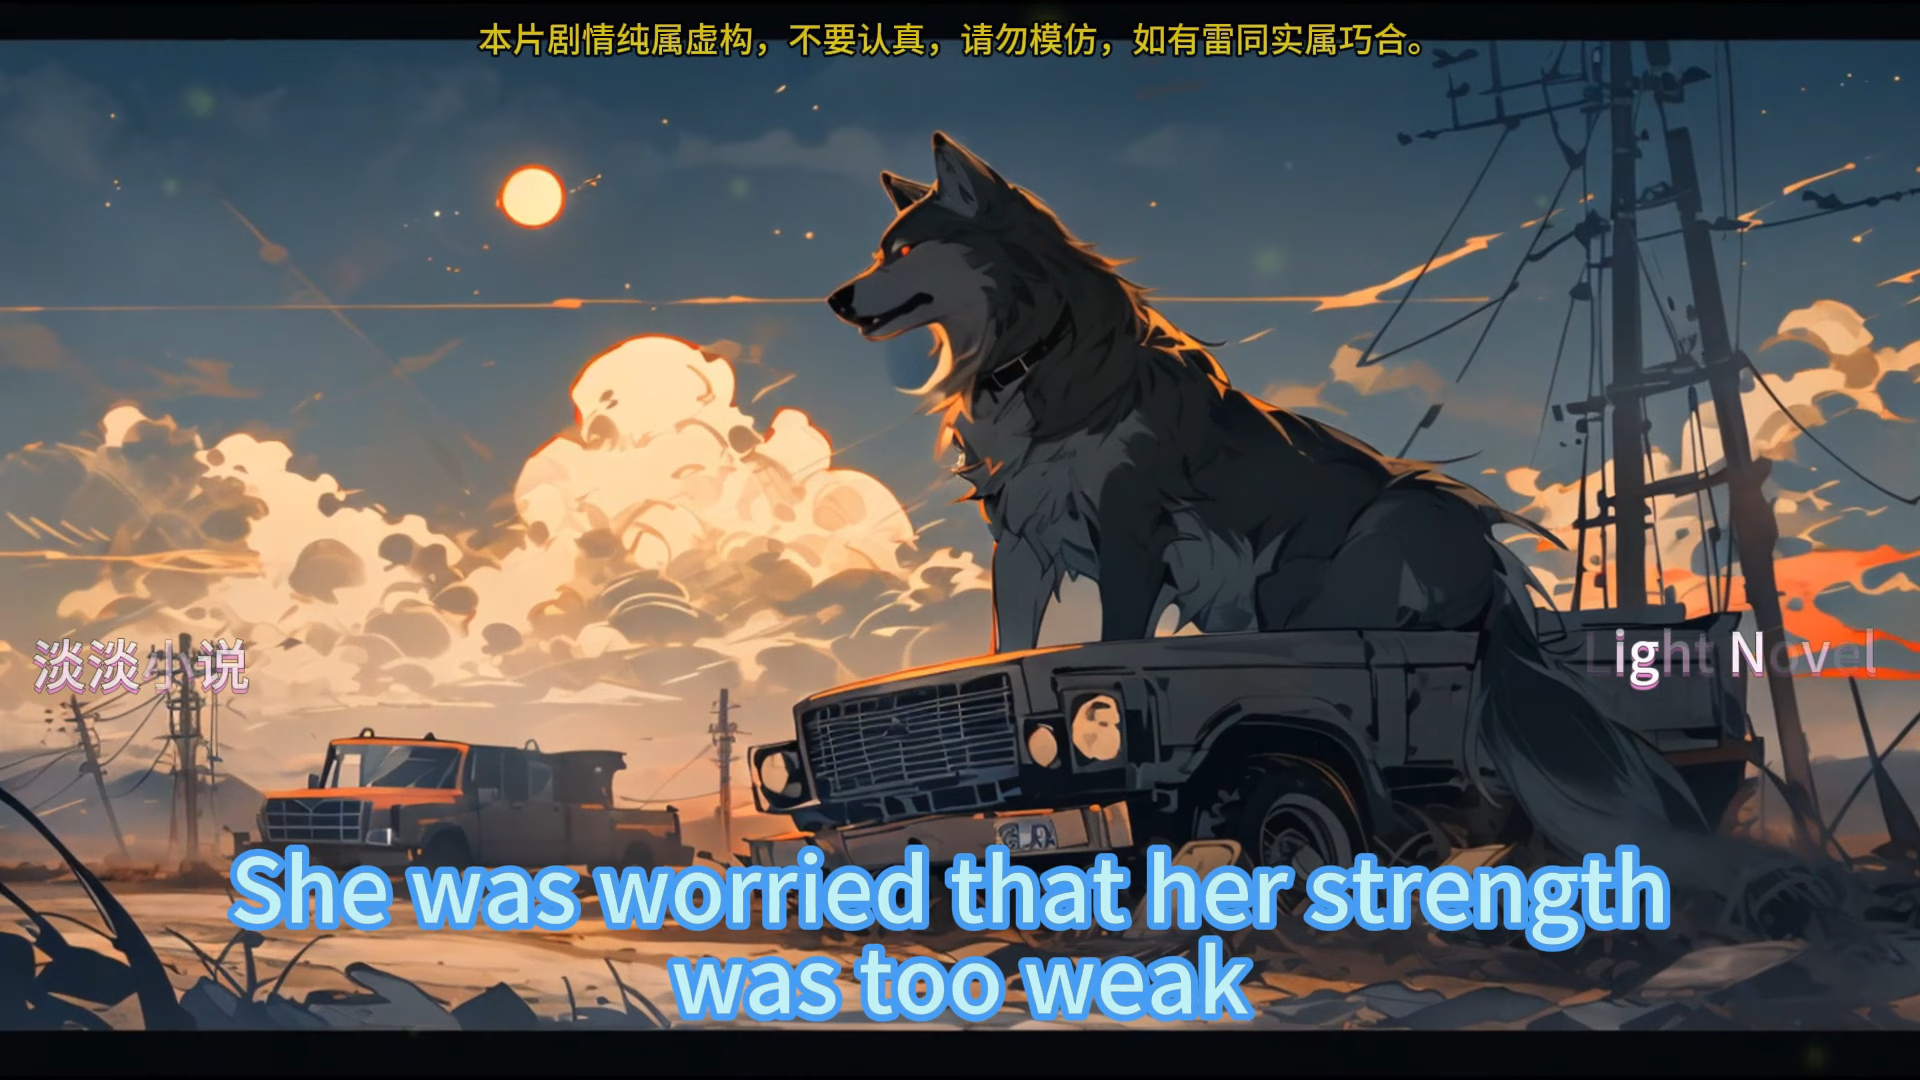 本片剧情纯属虚构，不要认真，请勿模仿，如有雷同实属巧合。
淡淡小说
Light Novel
She was worried that her strength
was too weak